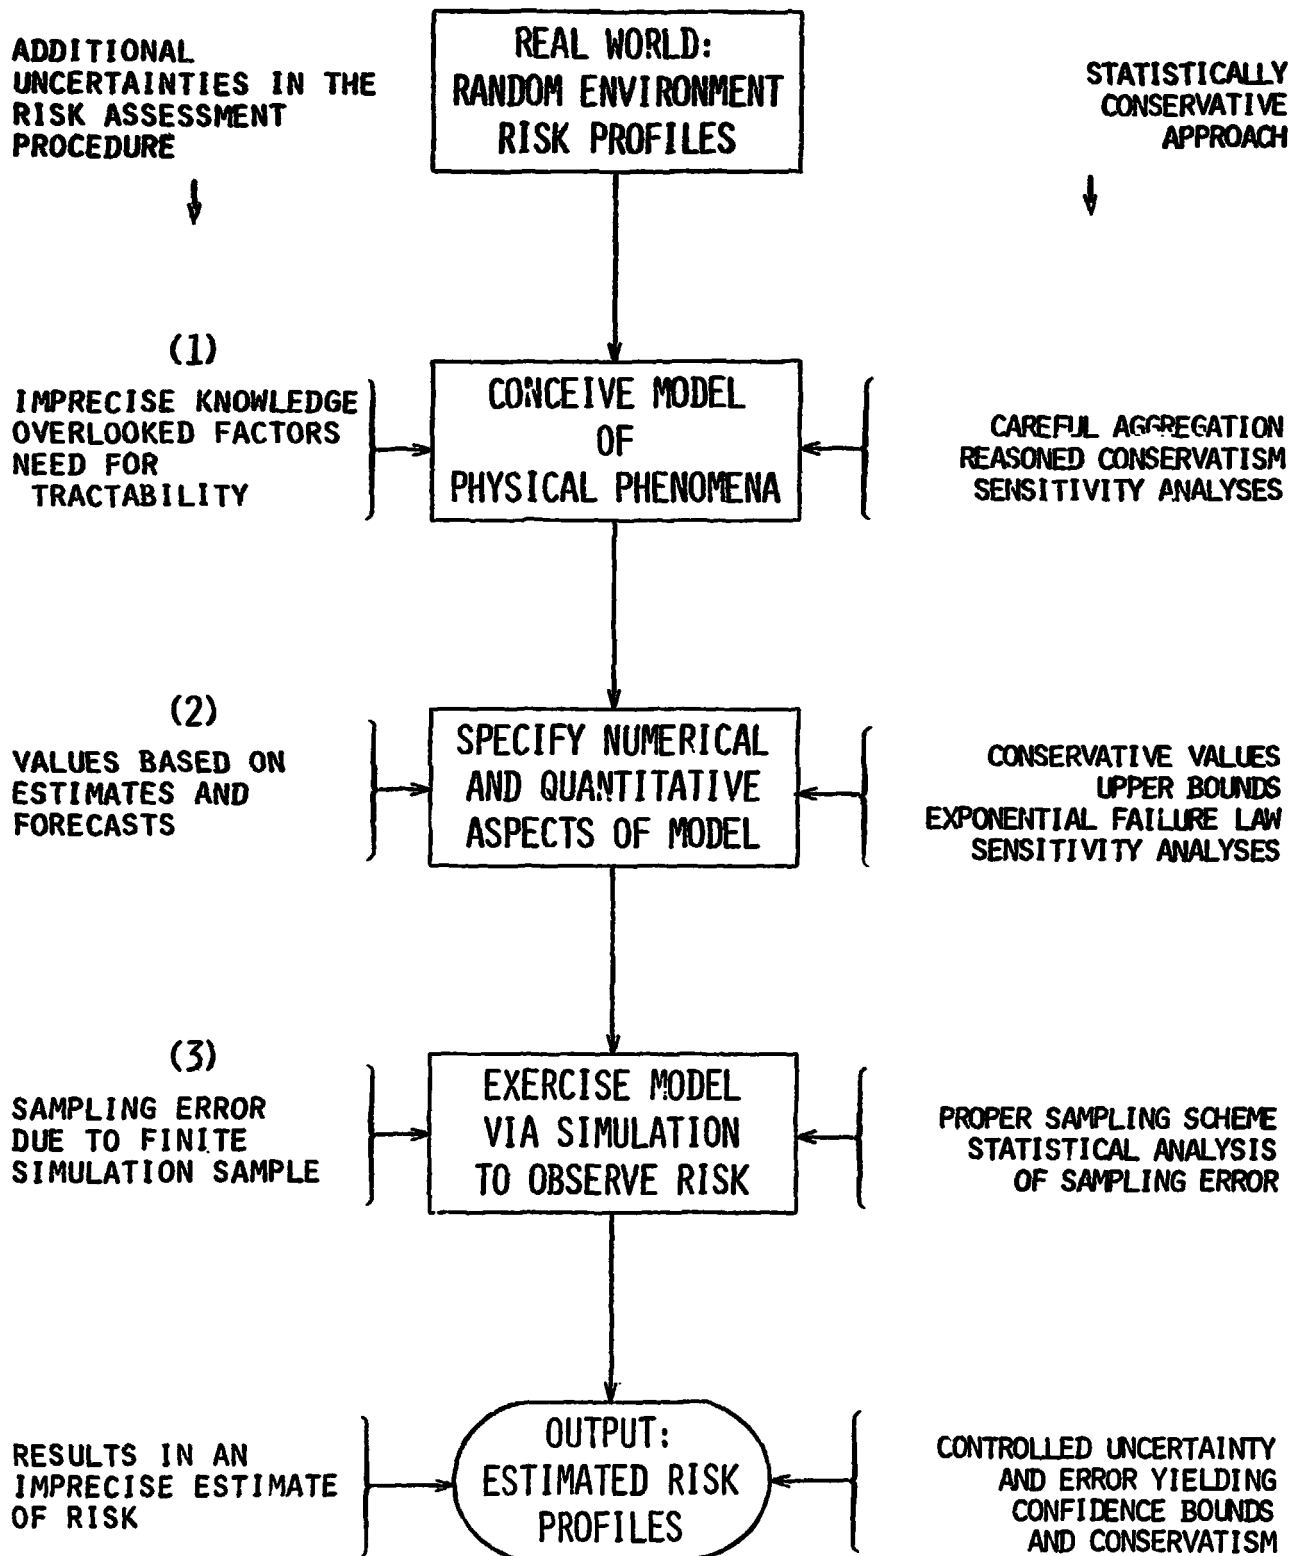 ADDITIONAL
UNCERTAINTIES IN THE
RISK ASSESSMENT
PROCEDURE
REAL WORLD:
RANDOM ENVIRONMENT
RISK PROFILES
STATISTICALLY
CONSERVATIVE
APPROACH
(1)
IMPRECISE KNOWLEDGE
OVERLOOKED FACTORS
NEED FOR
TRACTABILITY
CONCEIVE MODEL
OF
PHYSICAL PHENOMENA
CAREFUL AGGREGATION
REASONED CONSERVATISM
SENSITIVITY ANALYSES
(2)
VALUES BASED ON
ESTIMATES AND
FORECASTS
SPECIFY NUMERICAL
AND QUANTITATIVE
ASPECTS OF MODEL
CONSERVATIVE VALUES
UPPER BOUNDS
EXPONENTIAL FAILURE LAW
SENSITIVITY ANALYSES
(3)
SAMPLING ERROR
DUE TO FINITE
SIMULATION SAMPLE
EXERCISE MODEL
VIA SIMULATION
TO OBSERVE RISK
PROPER SAMPLING SCHEME
STATISTICAL ANALYSIS
OF SAMPLING ERROR
RESULTS IN AN
IMPRECISE ESTIMATE
OF RISK
OUTPUT:
ESTIMATED RISK
PROFILES
CONTROLLED UNCERTAINTY
AND ERROR YIELDING
CONFIDENCE BOUNDS
AND CONSERVATISM